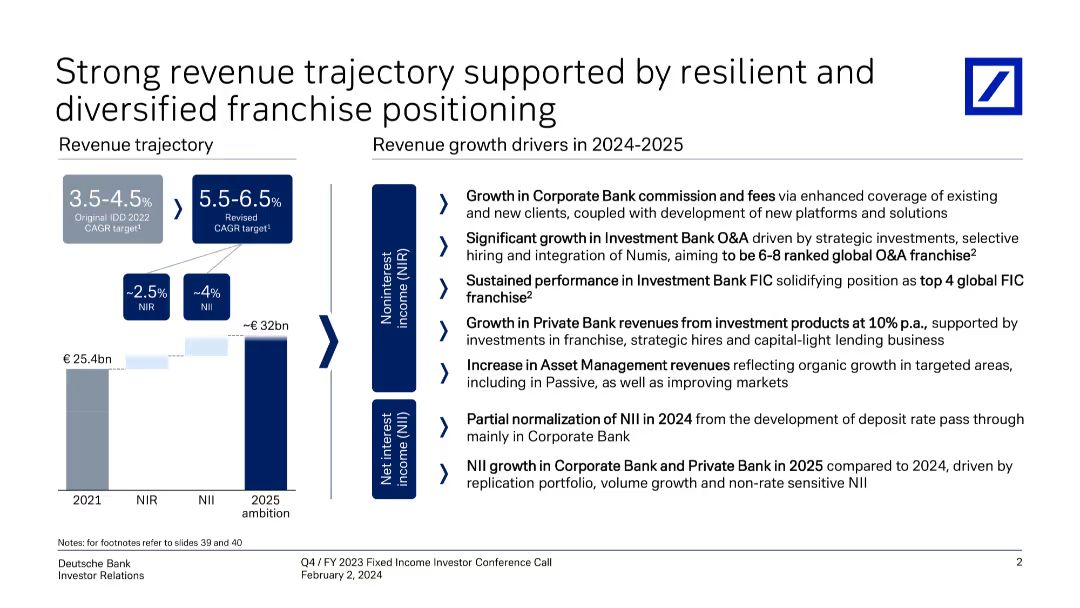 Strong revenue trajectory supported by resilient and
diversified franchise positioning
Revenue trajectory
3.5-4.5%
Original IDD 2022
CAGR target¹
5.5-6.5%
Revised
CAGR target¹
~2.5%
NIR
~4%
NII
€ 25.4bn
~€ 32bn
2021
NIR
NII
2025
ambition
Revenue growth drivers in 2024-2025
Noninterest
income (NIR)
Growth in Corporate Bank commission and fees via enhanced coverage of existing
and new clients, coupled with development of new platforms and solutions
Significant growth in Investment Bank O&A driven by strategic investments, selective
hiring and integration of Numis, aiming to be 6-8 ranked global O&A franchise²
Sustained performance in Investment Bank FIC solidifying position as top 4 global FIC
franchise²
Growth in Private Bank revenues from investment products at 10% p.a., supported by
investments in franchise, strategic hires and capital-light lending business
Increase in Asset Management revenues reflecting organic growth in targeted areas,
including in Passive, as well as improving markets
Net interest
income (NII)
Partial normalization of NII in 2024 from the development of deposit rate pass through
mainly in Corporate Bank
NII growth in Corporate Bank and Private Bank in 2025 compared to 2024, driven by
replication portfolio, volume growth and non-rate sensitive NII
Notes: for footnotes refer to slides 39 and 40
Deutsche Bank
Investor Relations
Q4 / FY 2023 Fixed Income Investor Conference Call
February 2, 2024
2